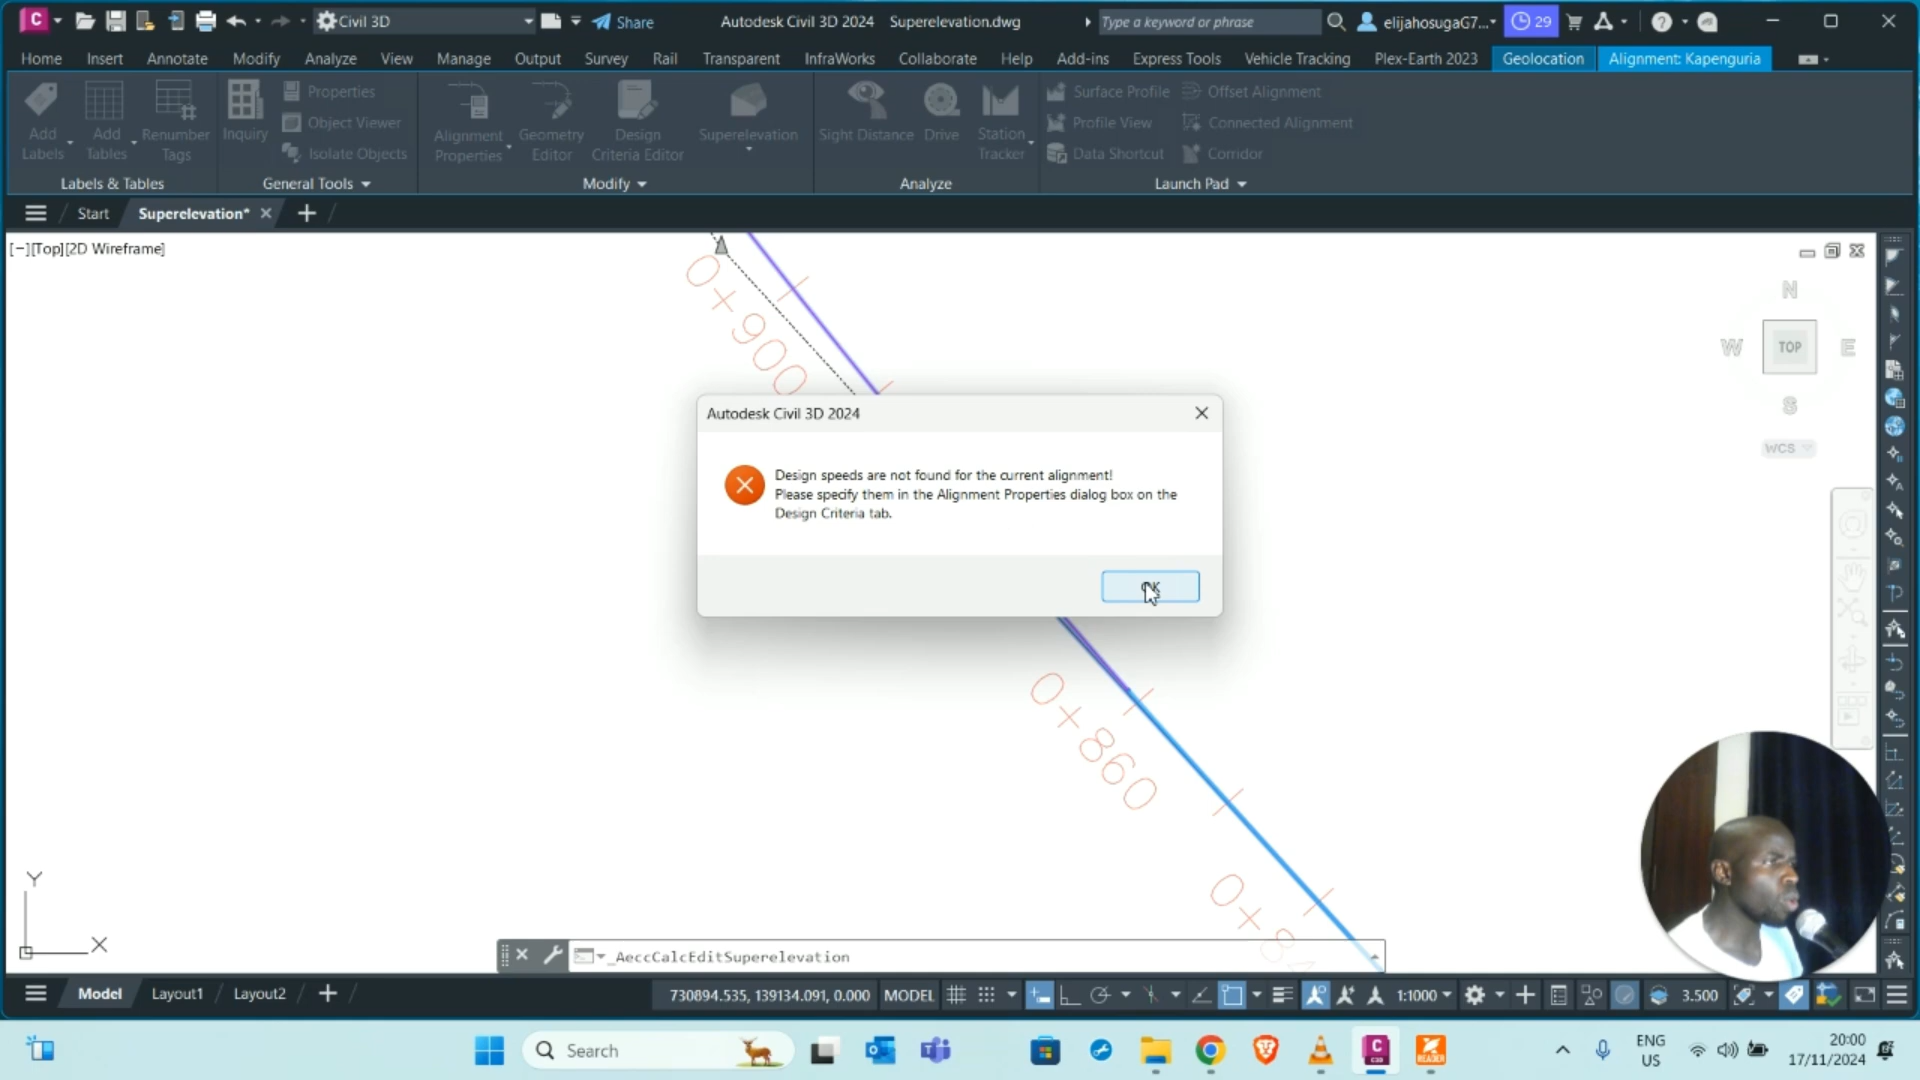 Civil 3D
Share
Autodesk Civil 3D 2024 Superelevation.dwg
Type a keyword or phrase
elijahosugaG7...
29
Home Insert Annotate Modify Analyze View Manage Output Survey Rail Transparent InfraWorks Collaborate Help Add-ins Express Tools Vehicle Tracking Plex-Earth 2023 Geolocation Alignment: Kapenguria
Add Labels
Add Tables
Renumber Tags
Labels & Tables
Inquiry
Properties
Object Viewer
Isolate Objects
General Tools
Alignment Properties
Geometry Editor
Design Criteria Editor
Superelevation
Modify
Sight Distance
Drive
Station Tracker
Analyze
Surface Profile
Profile View
Data Shortcut
Offset Alignment
Connected Alignment
Corridor
Launch Pad
Start
Superelevation*
[−][Top][2D Wireframe]
N
W
TOP
E
S
WCS
0+900
Autodesk Civil 3D 2024
Design speeds are not found for the current alignment!
Please specify them in the Alignment Properties dialog box on the
Design Criteria tab.
OK
0+860
0+84
Y
X
_AeccCalcEditSuperelevation
Model
Layout1
Layout2
730894.535, 139134.091, 0.000
MODEL
1:1000
3.500
Search
ENG
US
20:00
17/11/2024